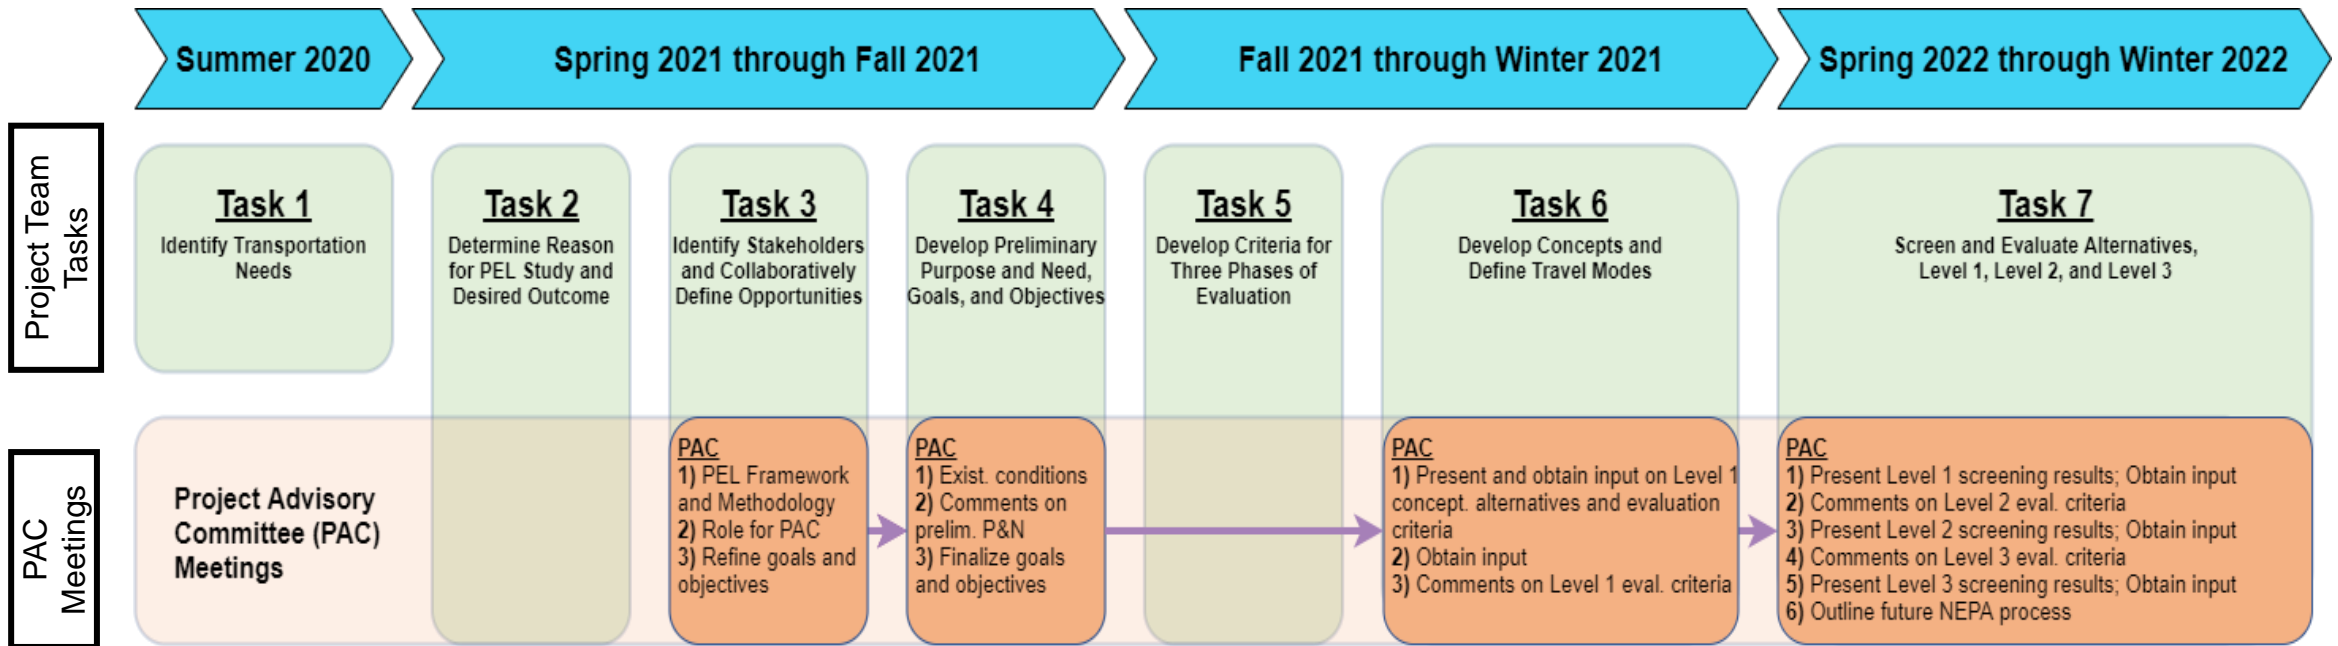 Summer 2020
Spring 2021 through Fall 2021
Fall 2021 through Winter 2021
Spring 2022 through Winter 2022
Project Team
Tasks
Task 1
Identify Transportation
Needs
Task 2
Determine Reason
for PEL Study and
Desired Outcome
Task 3
Identify Stakeholders
and Collaboratively
Define Opportunities
Task 4
Develop Preliminary
Purpose and Need,
Goals, and Objectives
Task 5
Develop Criteria for
Three Phases of
Evaluation
Task 6
Develop Concepts and
Define Travel Modes
Task 7
Screen and Evaluate Alternatives,
Level 1, Level 2, and Level 3
PAC
Meetings
Project Advisory
Committee (PAC)
Meetings
PAC
1) PEL Framework
and Methodology
2) Role for PAC
3) Refine goals and
objectives
PAC
1) Exist. conditions
2) Comments on
prelim. P&N
3) Finalize goals
and objectives
PAC
1) Present and obtain input on Level 1
concept. alternatives and evaluation
criteria
2) Obtain input
3) Comments on Level 1 eval. criteria
PAC
1) Present Level 1 screening results; Obtain input
2) Comments on Level 2 eval. criteria
3) Present Level 2 screening results; Obtain input
4) Comments on Level 3 eval. criteria
5) Present Level 3 screening results; Obtain input
6) Outline future NEPA process